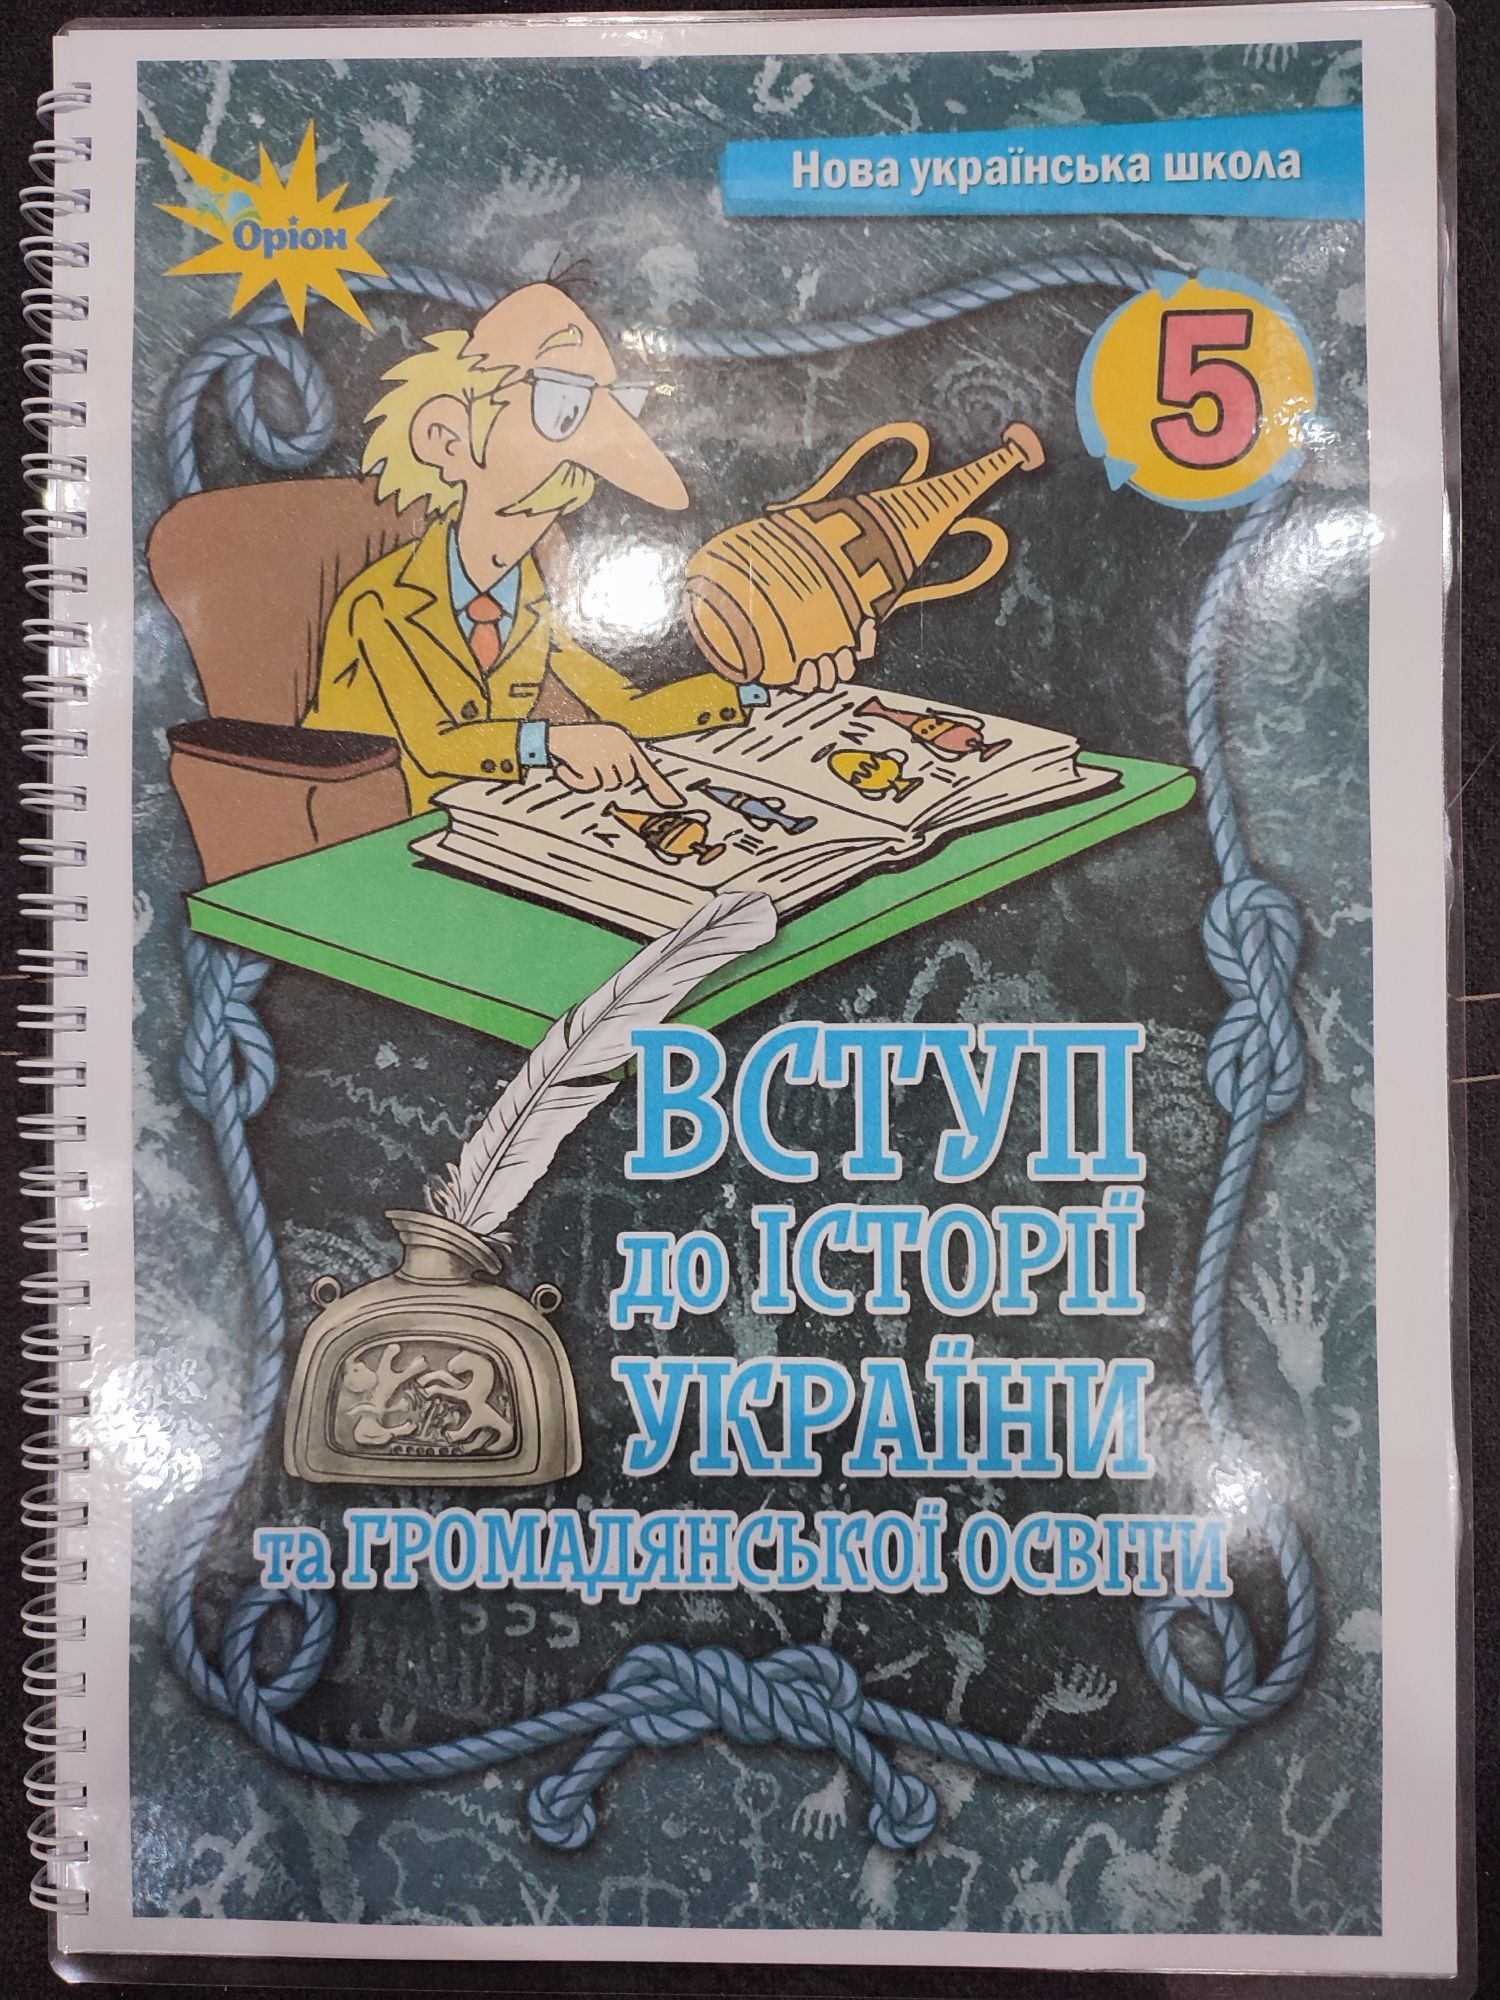 Нова українська школа
Оріон
5
ВСТУП
до ІСТОРІЇ
УКРАЇНИ
та ГРОМАДЯНСЬКОЇ ОСВІТИ